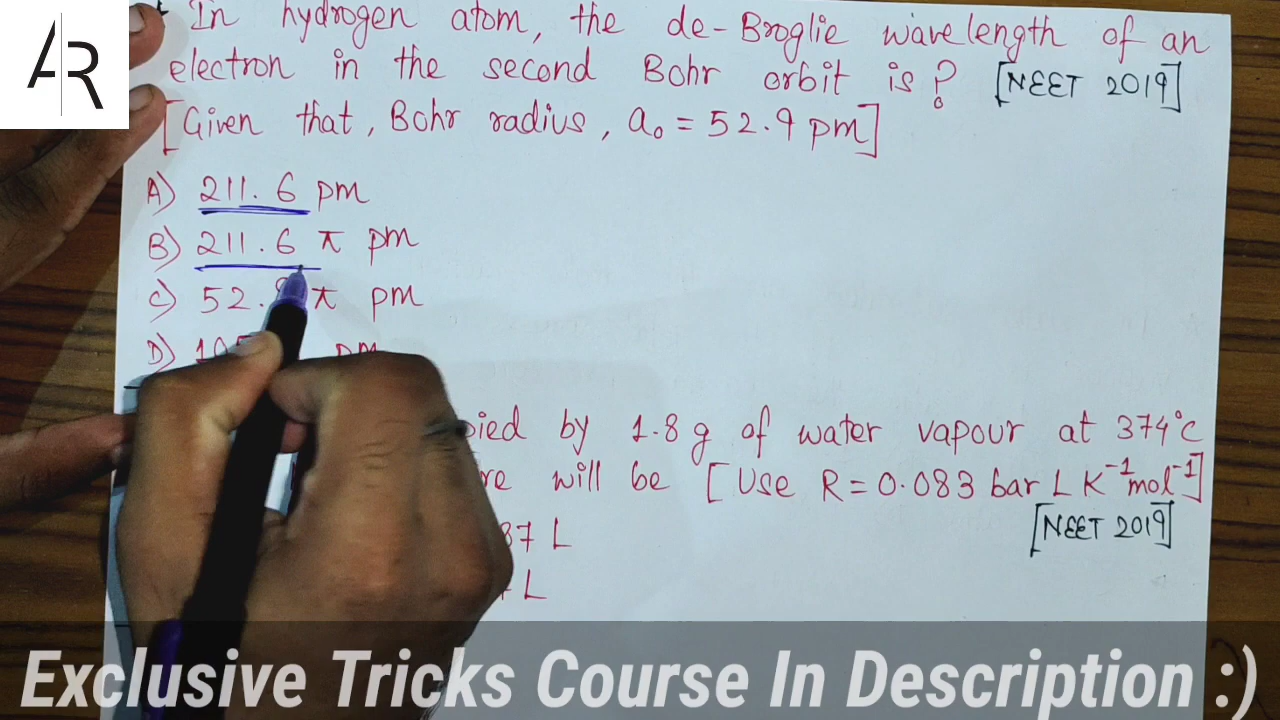 AR
In hydrogen atom, the de-Broglie wavelength of an
electron in the second Bohr orbit is? [NEET 2019]
[Given that, Bohr radius, a₀ = 52.9 pm]
A) 211.6 pm
B) 211.6 π pm
C) 52. π pm
D) pm
by 1.8 g of water vapour at 374°C
will be [Use R = 0.083 bar L K⁻¹ mol⁻¹]
[NEET 2019]
87 L
L
Exclusive Tricks Course In Description :)